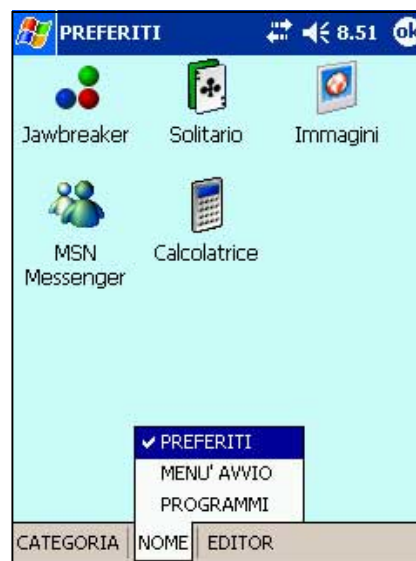 PREFERITI 8.51 ok
Jawbreaker Solitario Immagini
MSN Messenger Calcolatrice
✓ PREFERITI
MENU' AVVIO
PROGRAMMI
CATEGORIA NOME EDITOR